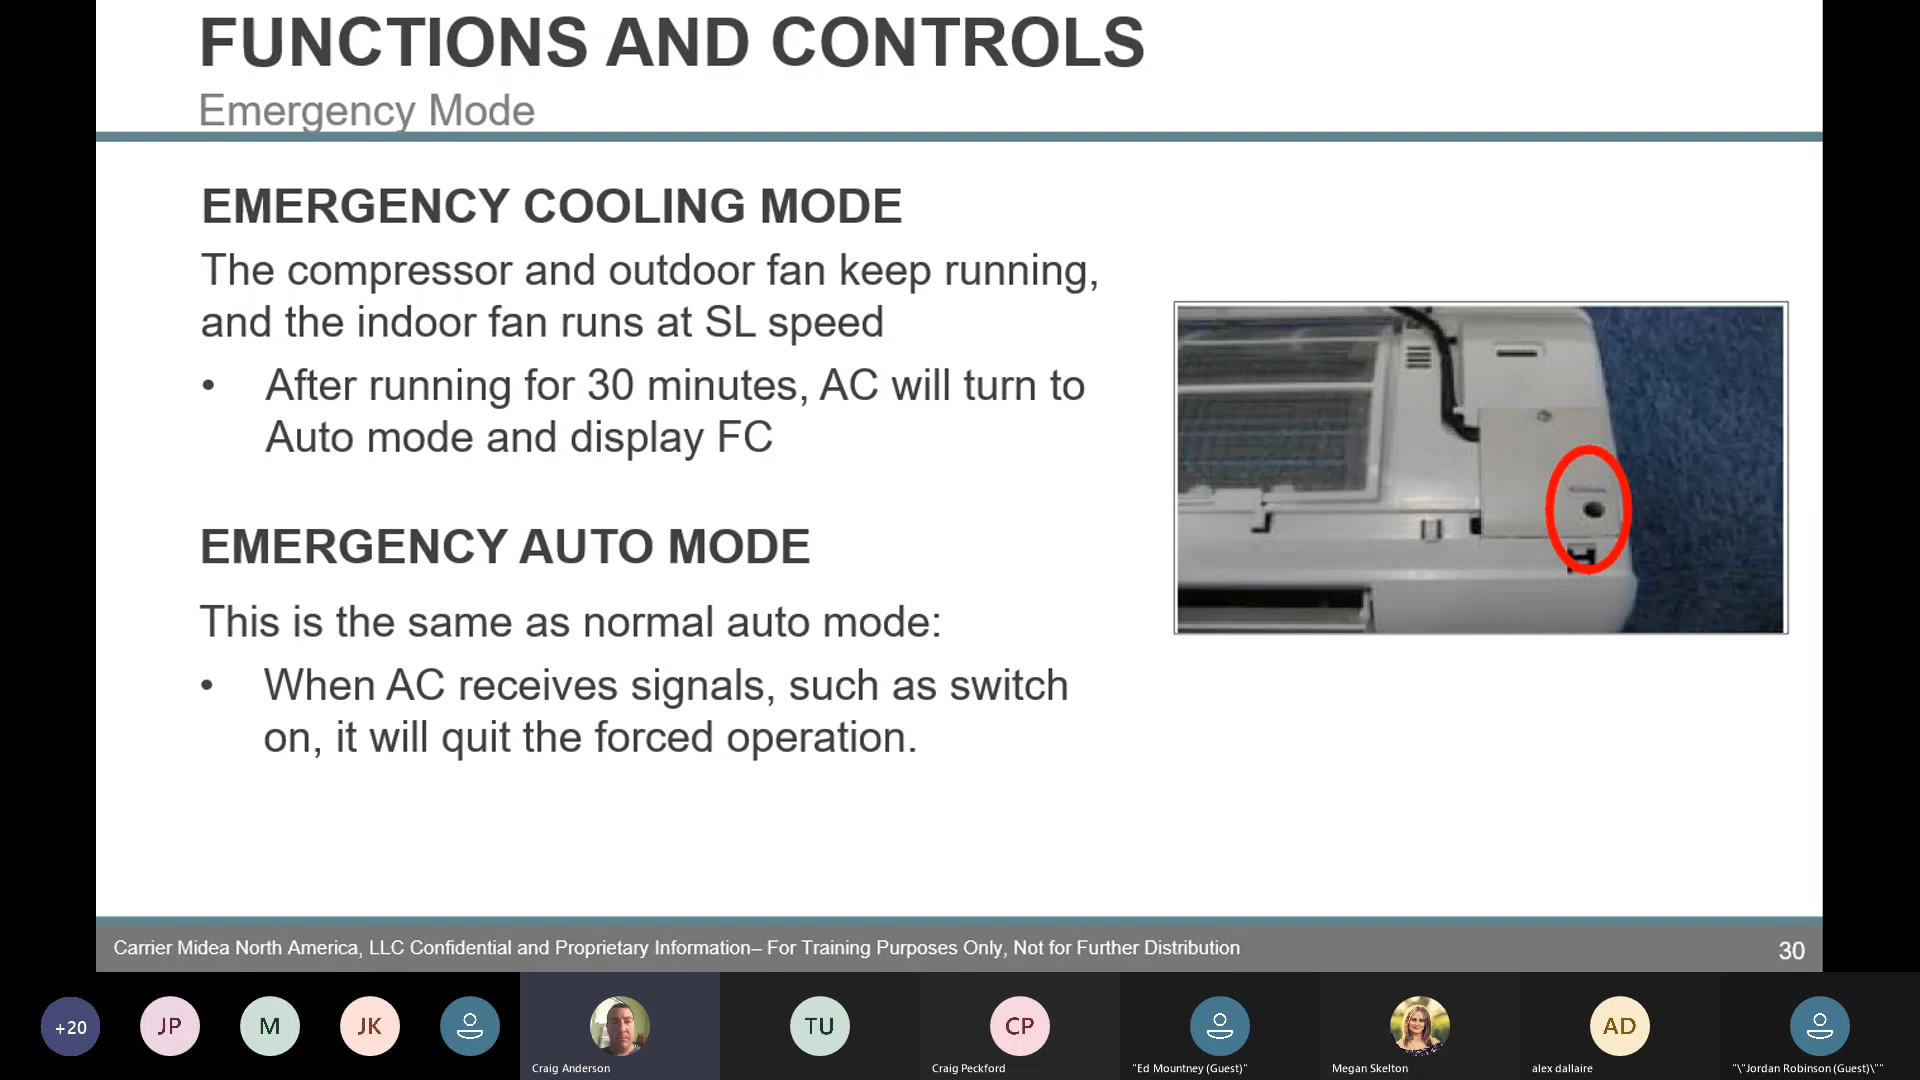 FUNCTIONS AND CONTROLS
Emergency Mode
EMERGENCY COOLING MODE
The compressor and outdoor fan keep running,
and the indoor fan runs at SL speed
• After running for 30 minutes, AC will turn to
Auto mode and display FC
EMERGENCY AUTO MODE
This is the same as normal auto mode:
• When AC receives signals, such as switch
on, it will quit the forced operation.
Carrier Midea North America, LLC Confidential and Proprietary Information– For Training Purposes Only, Not for Further Distribution
30
+20
JP
M
JK
TU
CP
AD
Craig Anderson
Craig Peckford
"Ed Mountney (Guest)"
Megan Skelton
alex dallaire
"\"Jordan Robinson (Guest)\""